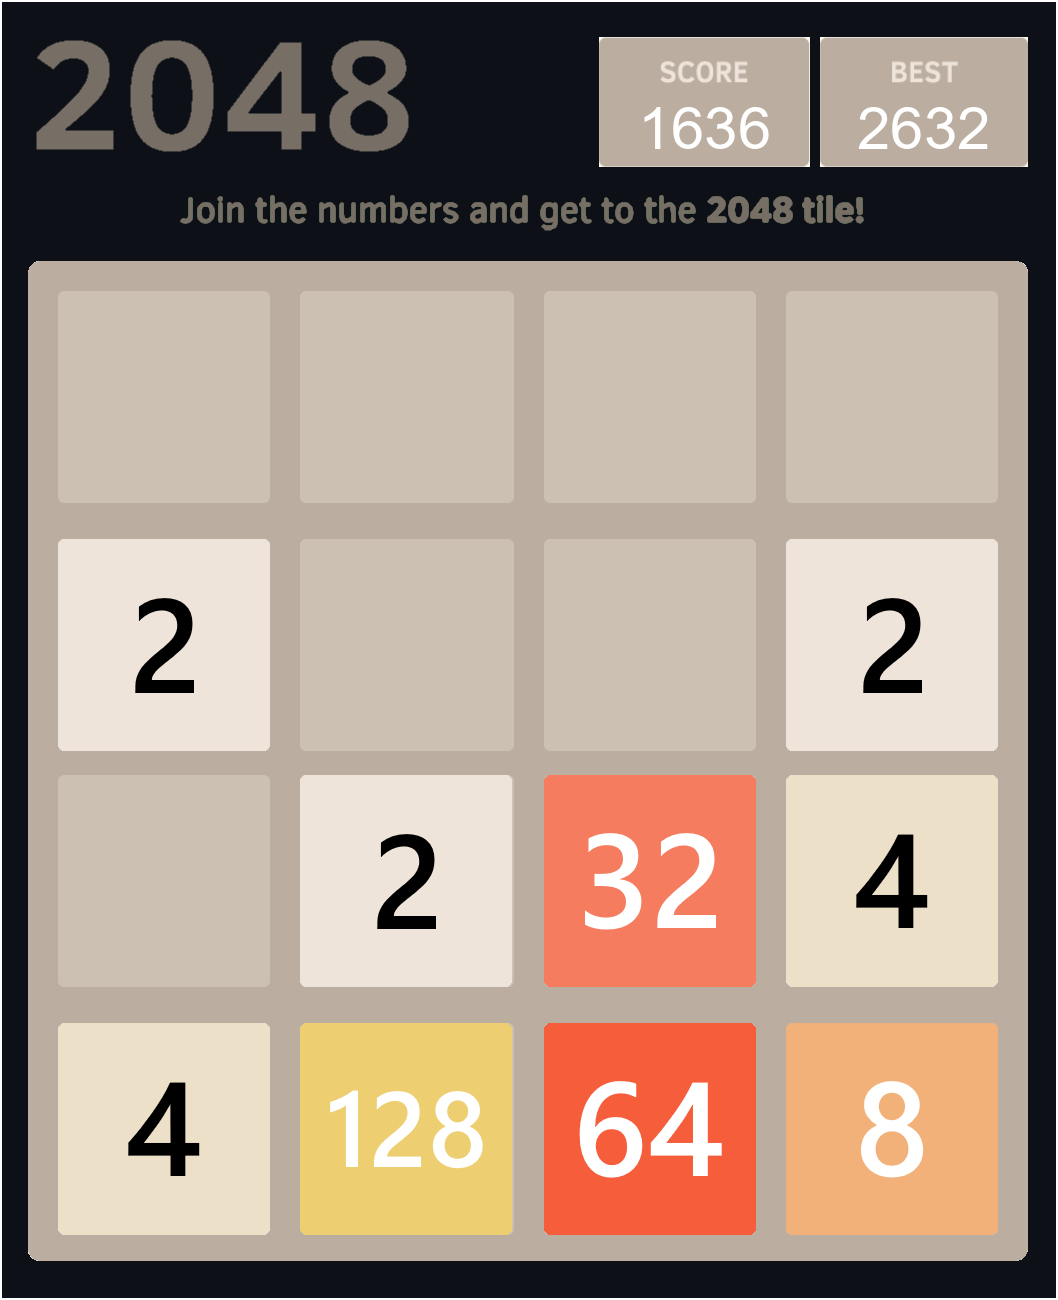 2048
SCORE BEST
1636 2632
Join the numbers and get to the 2048 tile!
2 2
2 32 4
4 128 64 8